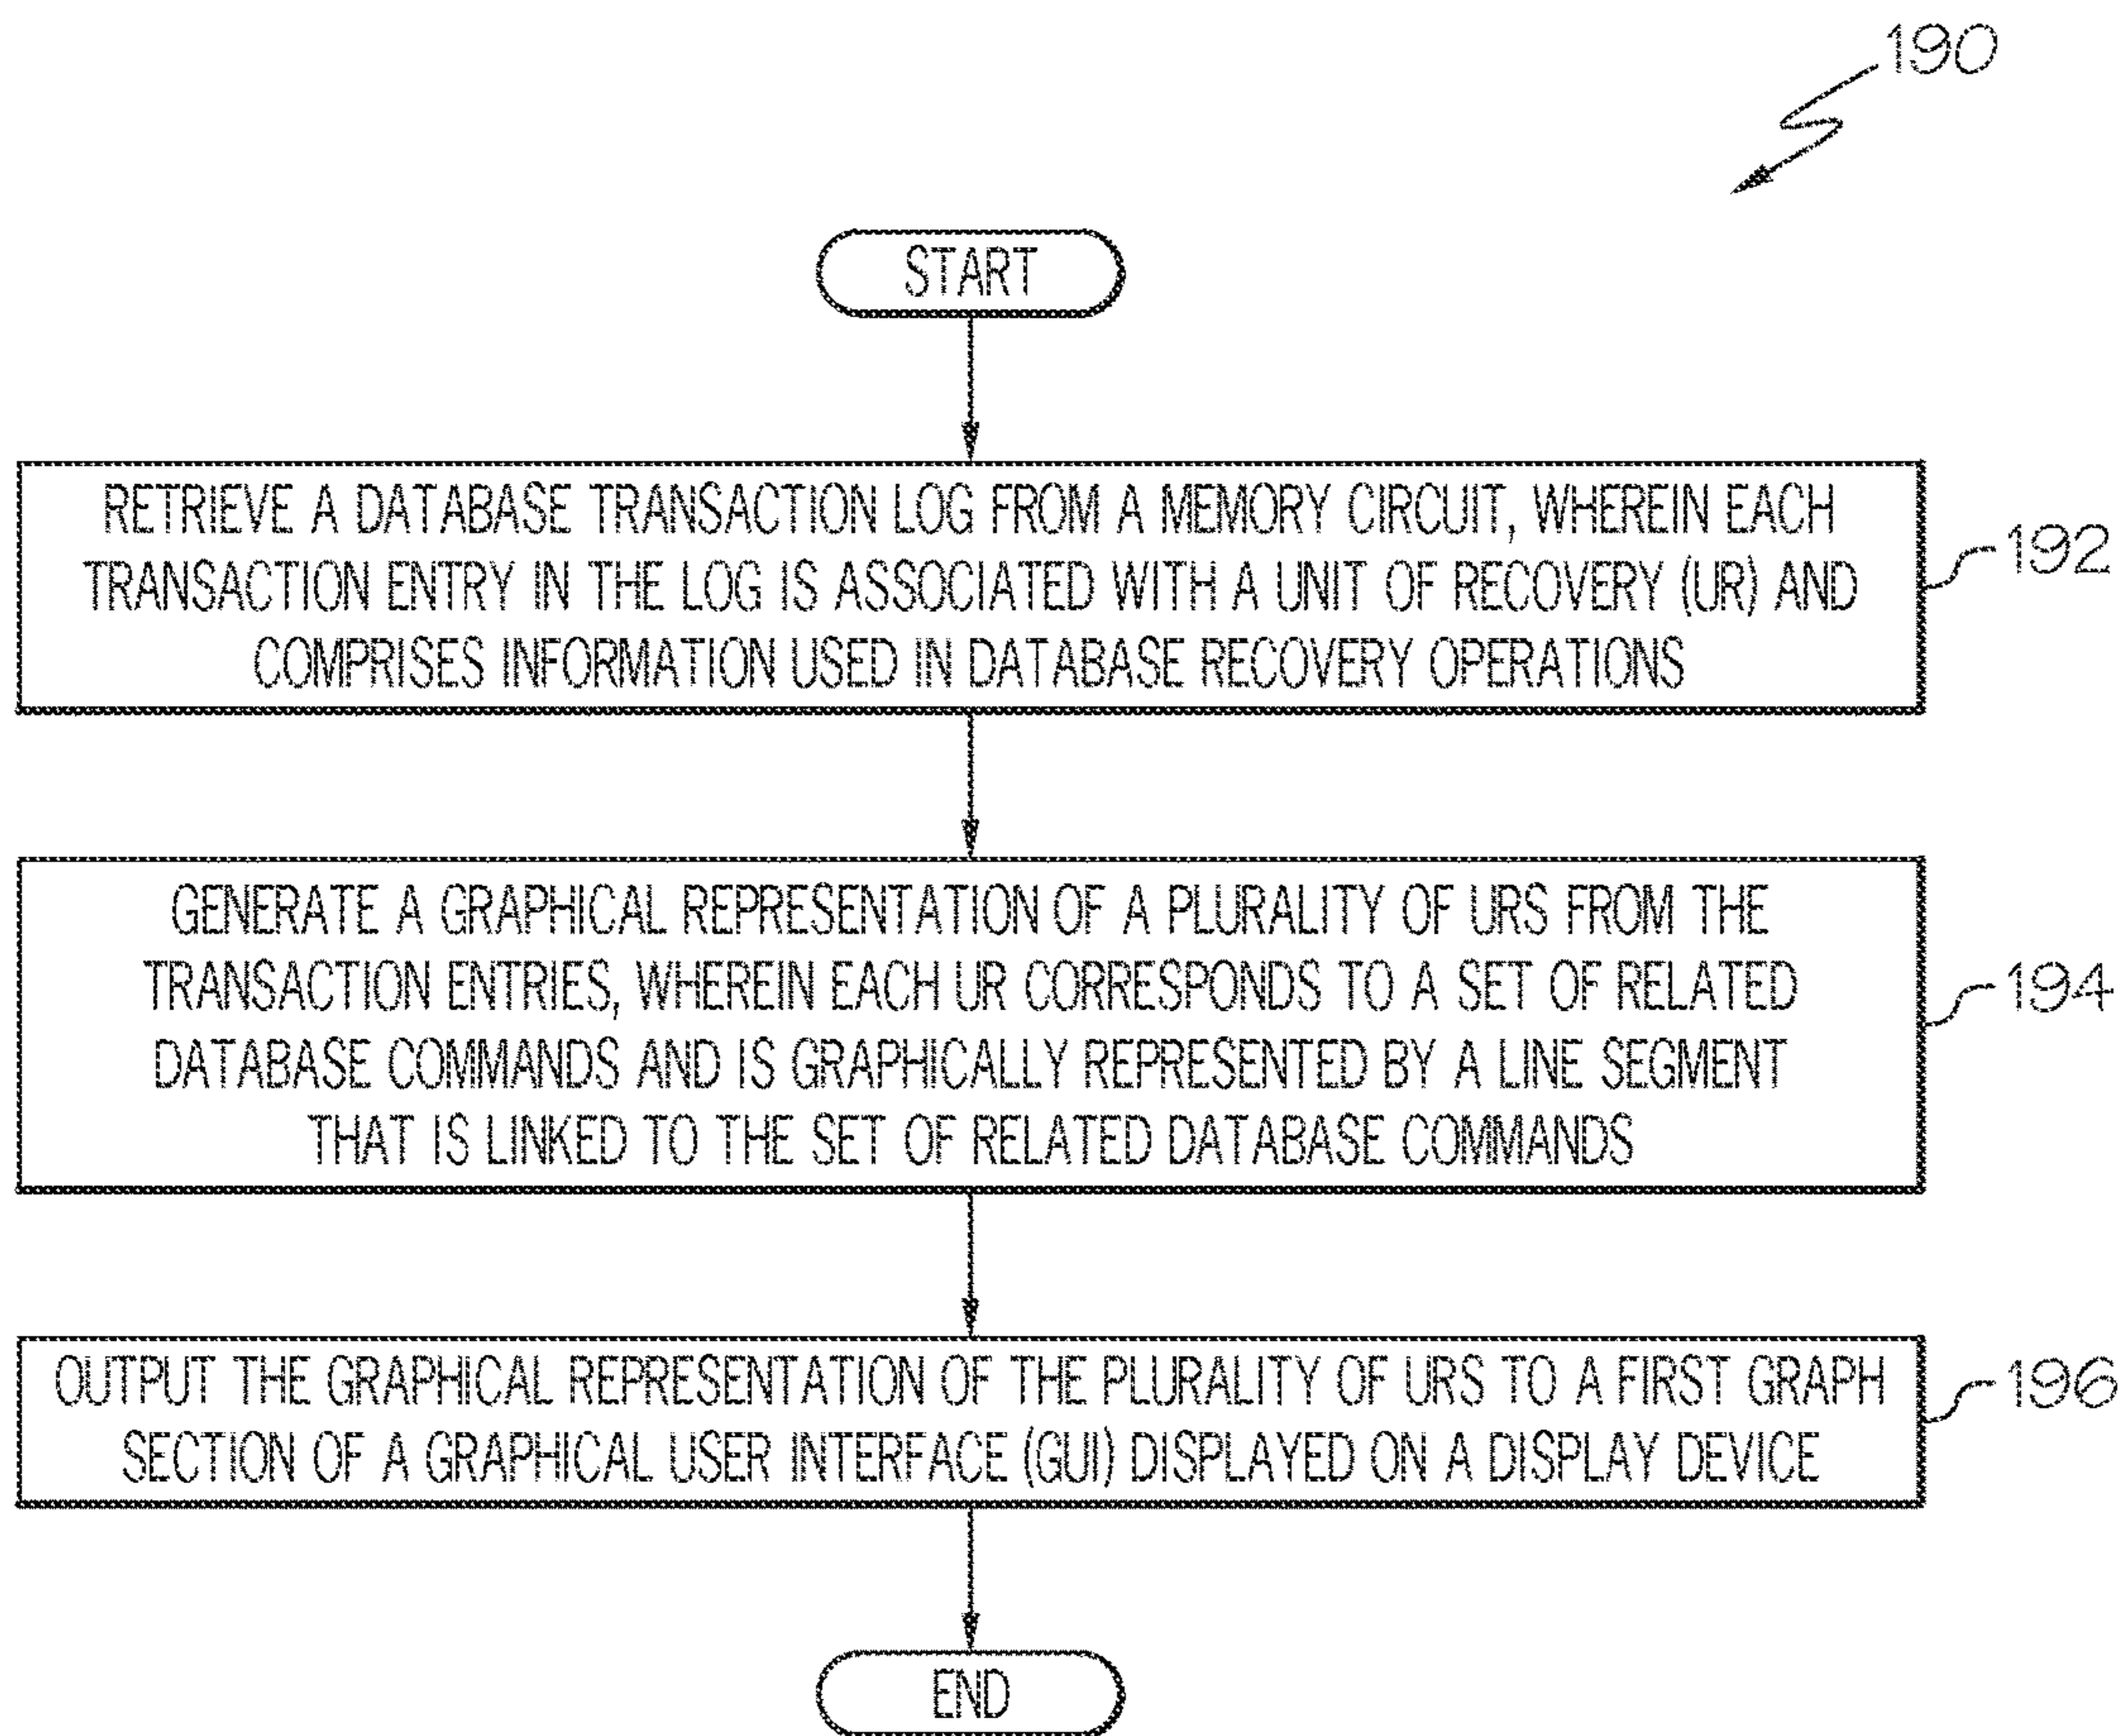 190
START
RETRIEVE A DATABASE TRANSACTION LOG FROM A MEMORY CIRCUIT, WHEREIN EACH
TRANSACTION ENTRY IN THE LOG IS ASSOCIATED WITH A UNIT OF RECOVERY (UR) AND
COMPRISES INFORMATION USED IN DATABASE RECOVERY OPERATIONS
192
GENERATE A GRAPHICAL REPRESENTATION OF A PLURALITY OF URS FROM THE
TRANSACTION ENTRIES, WHEREIN EACH UR CORRESPONDS TO A SET OF RELATED
DATABASE COMMANDS AND IS GRAPHICALLY REPRESENTED BY A LINE SEGMENT
THAT IS LINKED TO THE SET OF RELATED DATABASE COMMANDS
194
OUTPUT THE GRAPHICAL REPRESENTATION OF THE PLURALITY OF URS TO A FIRST GRAPH
SECTION OF A GRAPHICAL USER INTERFACE (GUI) DISPLAYED ON A DISPLAY DEVICE
196
END